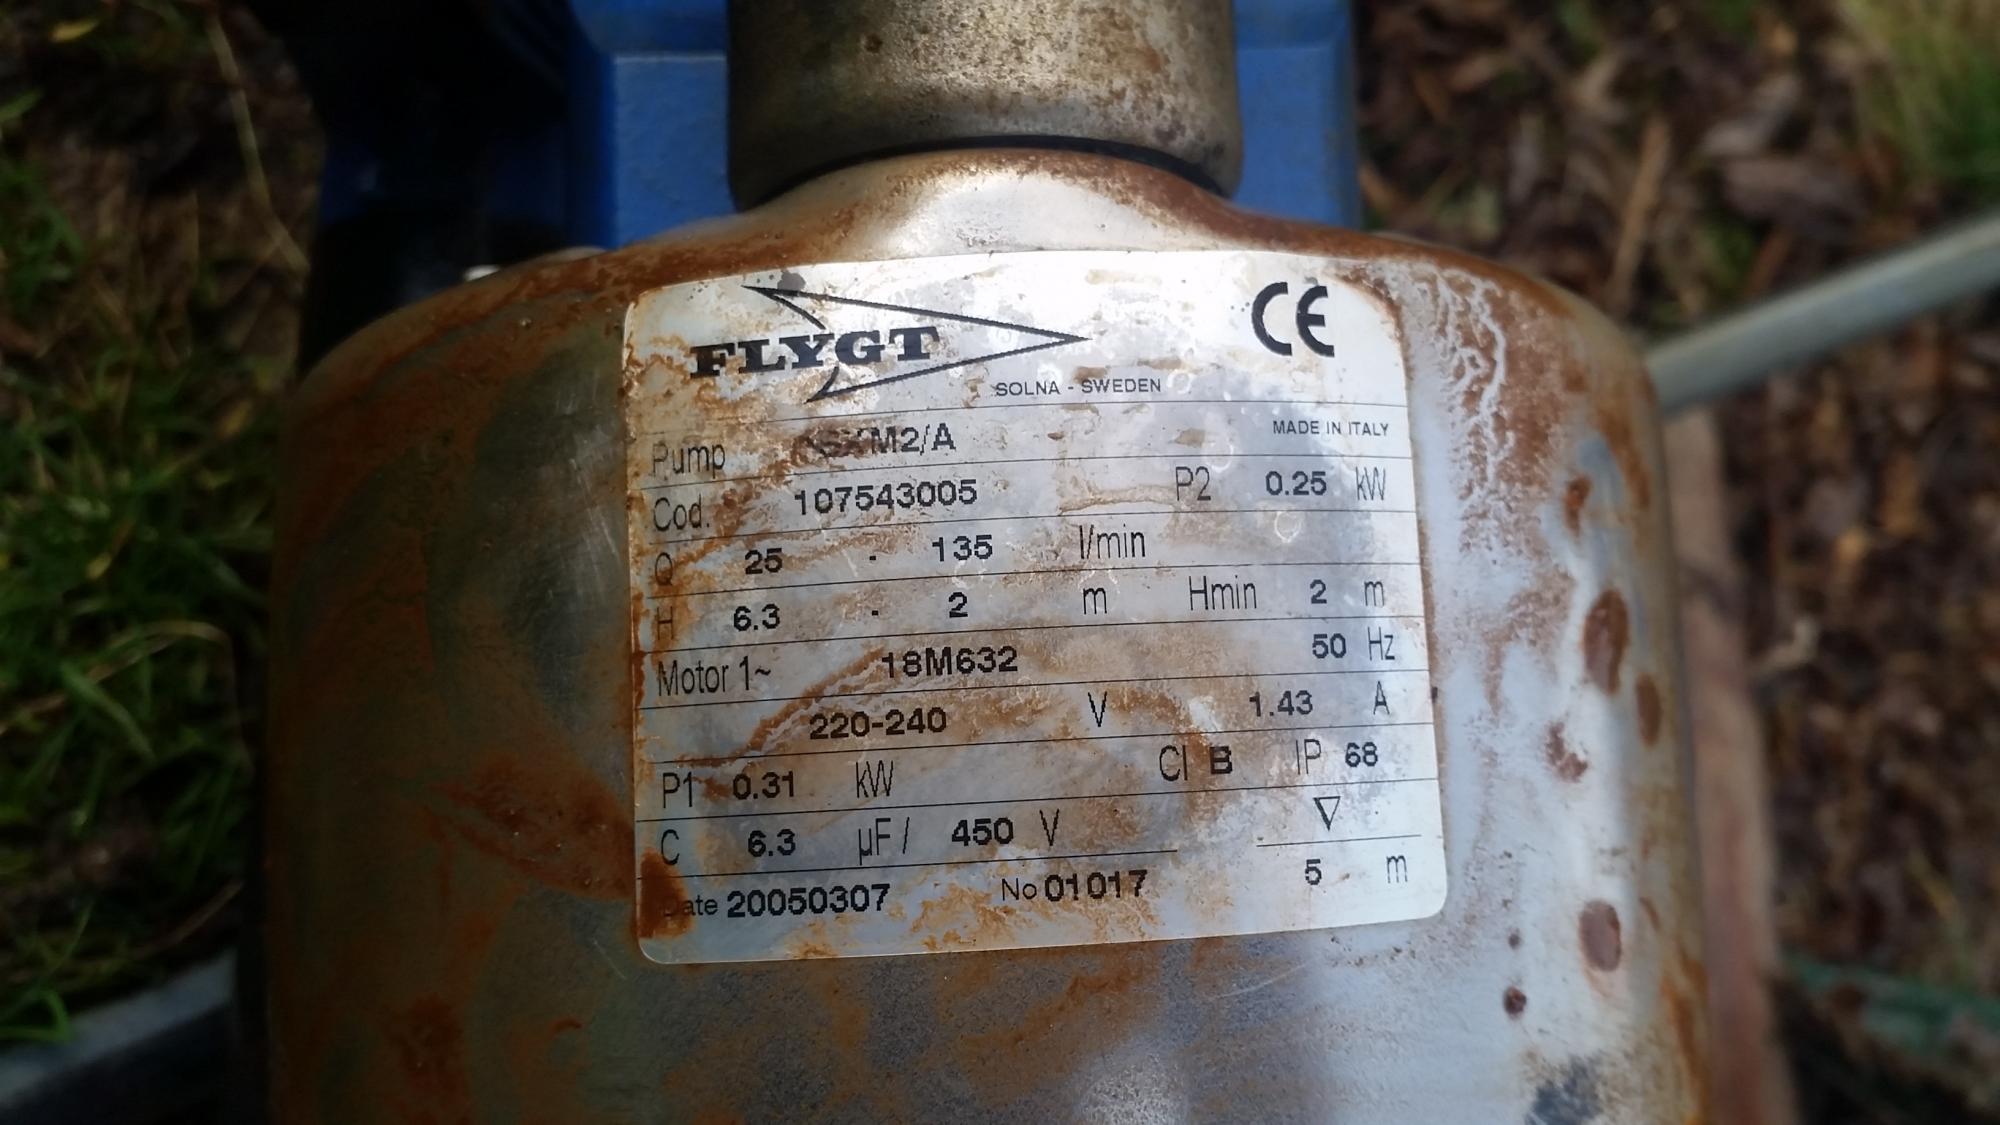 FLYGT
CE
SOLNA - SWEDEN
MADE IN ITALY
Pump SXM2/A
Cod. 107543005 P2 0.25 kW
Q 25 - 135 l/min
H 6.3 - 2 m Hmin 2 m
Motor 1~ 18M632 50 Hz
220-240 V 1.43 A
P1 0.31 kW Cl B IP 68
C 6.3 µF / 450 V ▽
Date 20050307 No 01017 5 m